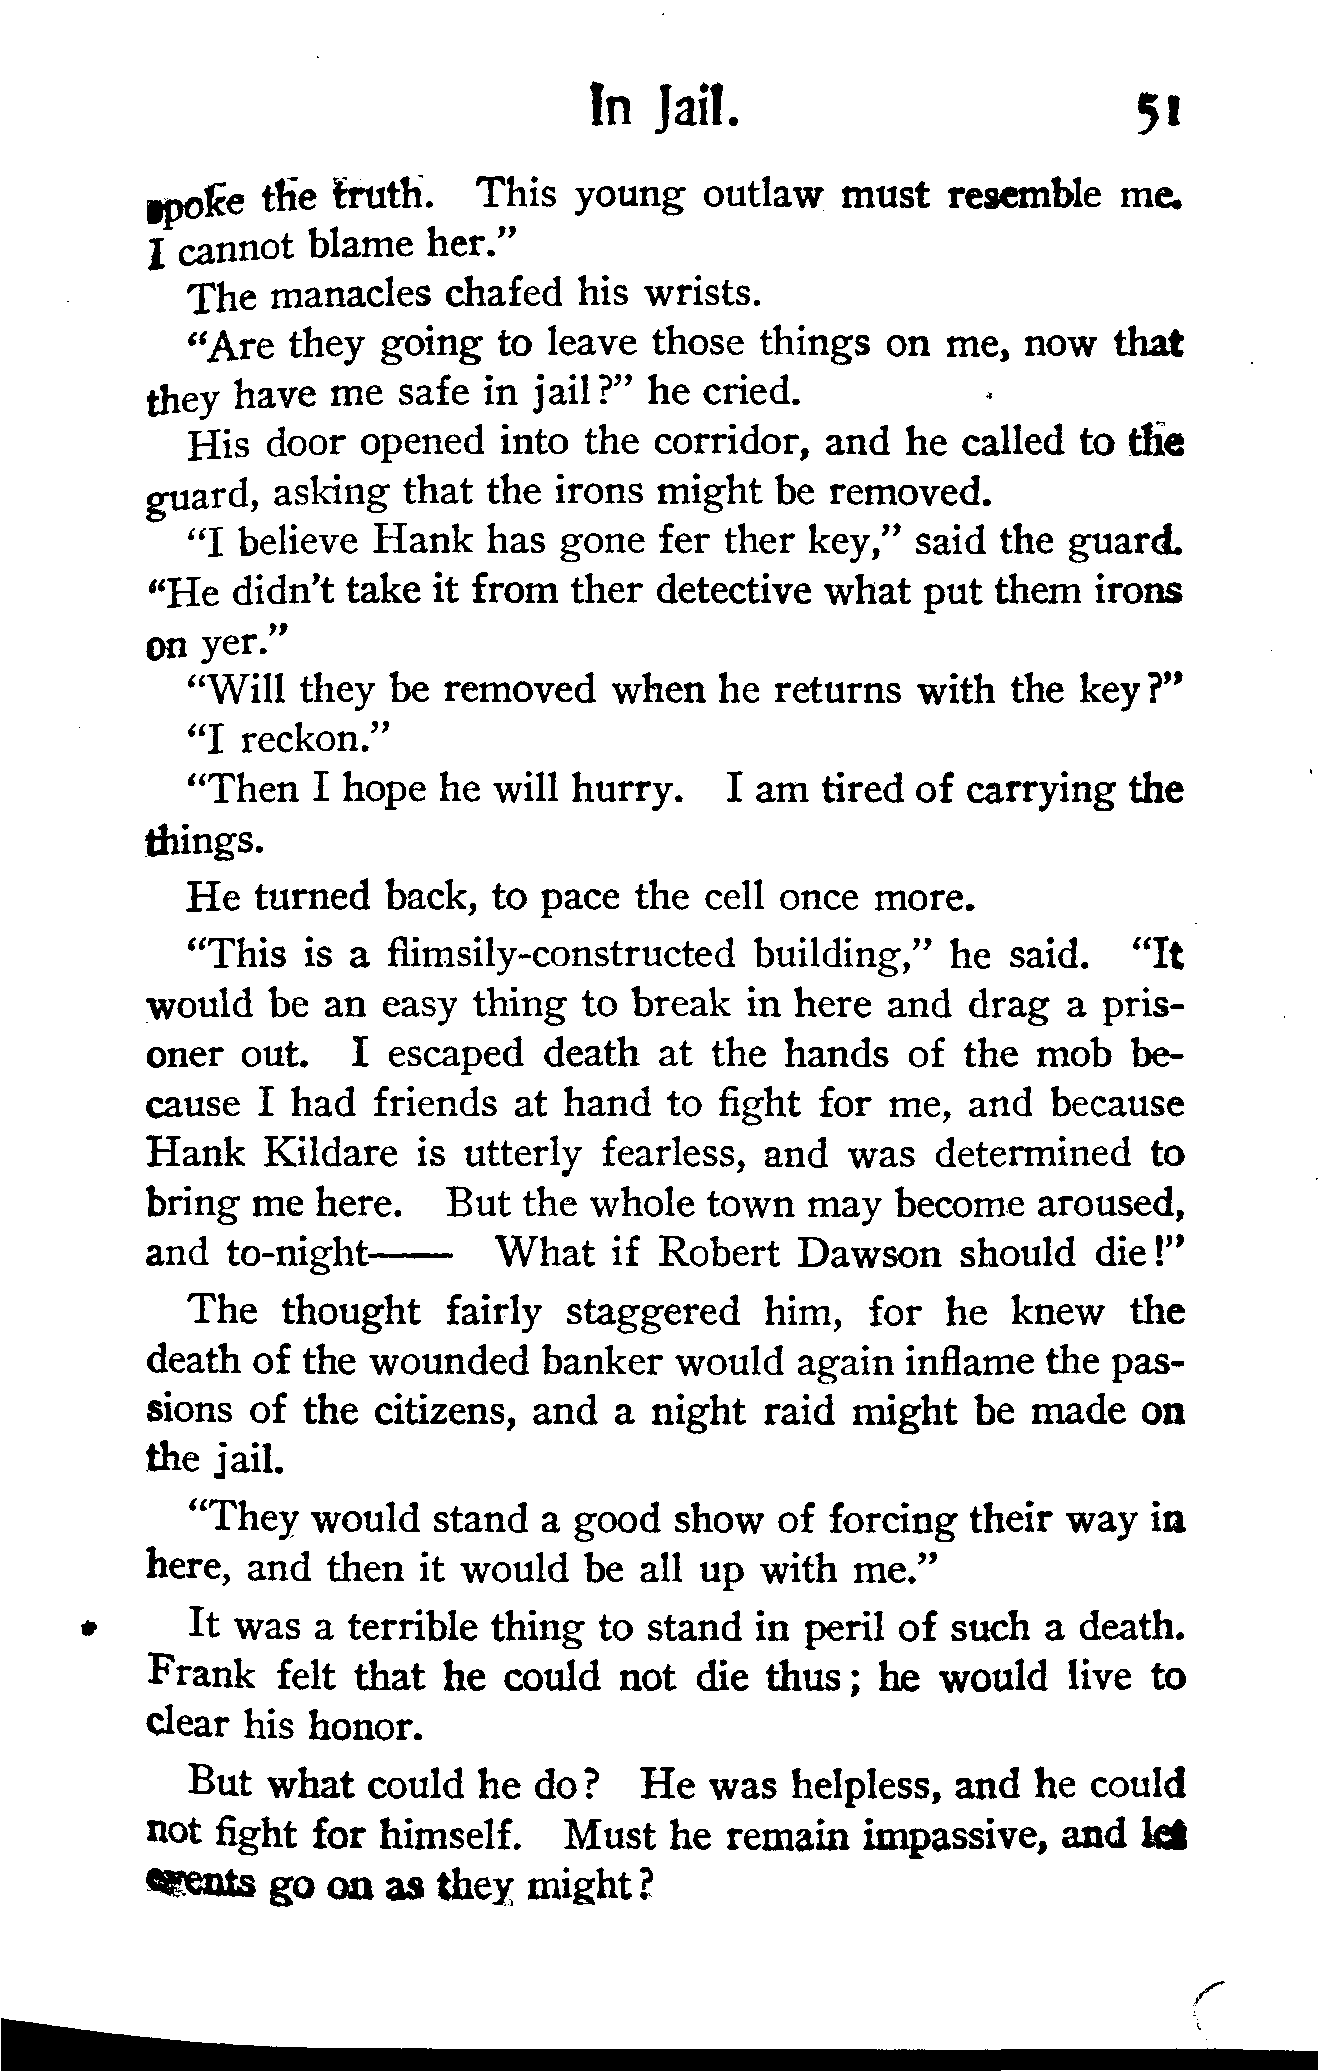 In Jail. 51
spoke the truth. This young outlaw must resemble me.
I cannot blame her."
The manacles chafed his wrists.
"Are they going to leave those things on me, now that
they have me safe in jail?" he cried.
His door opened into the corridor, and he called to the
guard, asking that the irons might be removed.
"I believe Hank has gone fer ther key," said the guard.
"He didn't take it from ther detective what put them irons
on yer."
"Will they be removed when he returns with the key?"
"I reckon."
"Then I hope he will hurry. I am tired of carrying the
things.
He turned back, to pace the cell once more.
"This is a flimsily-constructed building," he said. "It
would be an easy thing to break in here and drag a pris-
oner out. I escaped death at the hands of the mob be-
cause I had friends at hand to fight for me, and because
Hank Kildare is utterly fearless, and was determined to
bring me here. But the whole town may become aroused,
and to-night—— What if Robert Dawson should die!"
The thought fairly staggered him, for he knew the
death of the wounded banker would again inflame the pas-
sions of the citizens, and a night raid might be made on
the jail.
"They would stand a good show of forcing their way in
here, and then it would be all up with me."
It was a terrible thing to stand in peril of such a death.
Frank felt that he could not die thus; he would live to
clear his honor.
But what could he do? He was helpless, and he could
not fight for himself. Must he remain impassive, and let
events go on as they might?